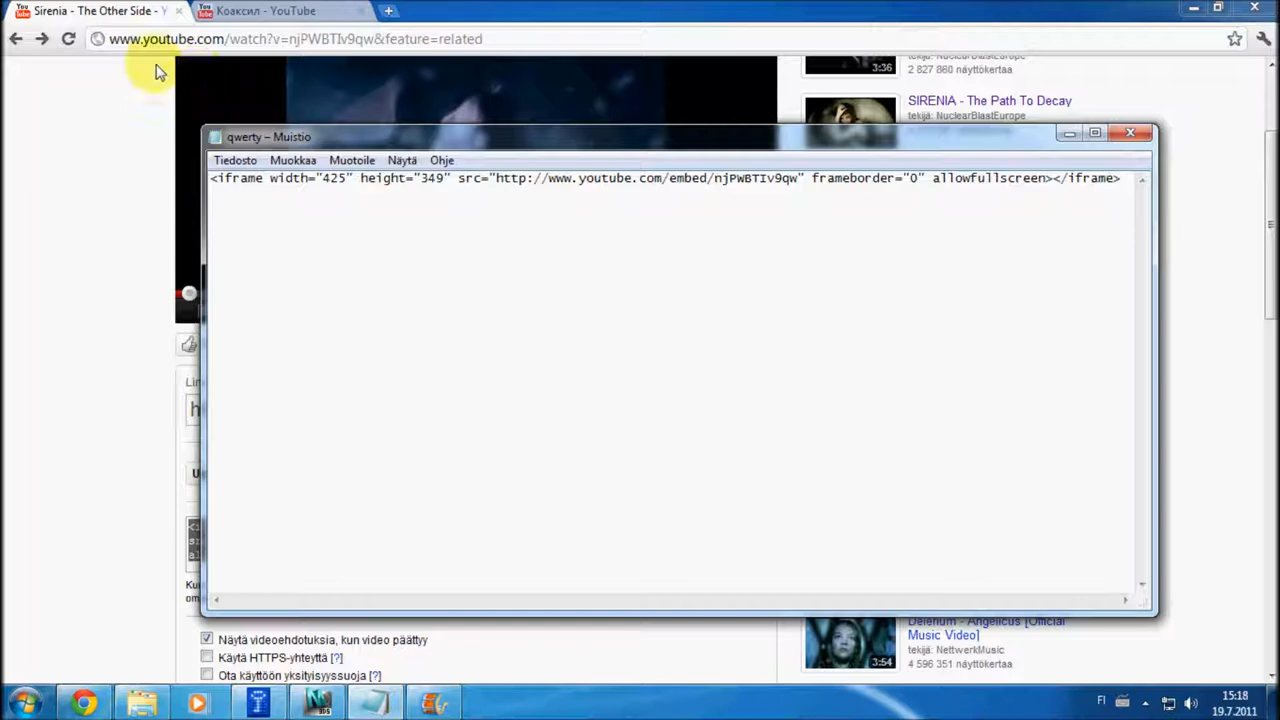 Sirenia - The Other Side - Y
Коаксил - YouTube
www.youtube.com/watch?v=njPWBTIv9qw&feature=related
3:36
2 827 860 näyttökertaa
SIRENIA - The Path To Decay
tekijä: NuclearBlastEurope
qwerty – Muistio
Tiedosto Muokkaa Muotoile Näytä Ohje
<iframe width="425" height="349" src="http://www.youtube.com/embed/njPWBTIv9qw" frameborder="0" allowfullscreen></iframe>
Näytä videoehdotuksia, kun video päättyy
Käytä HTTPS-yhteyttä [?]
Ota käyttöön yksityisyyssuoja [?]
Delerium - Angelicus [Official
Music Video]
tekijä: NettwerkMusic
4 596 351 näyttökertaa
3:54
FI
15:18
19.7.2011